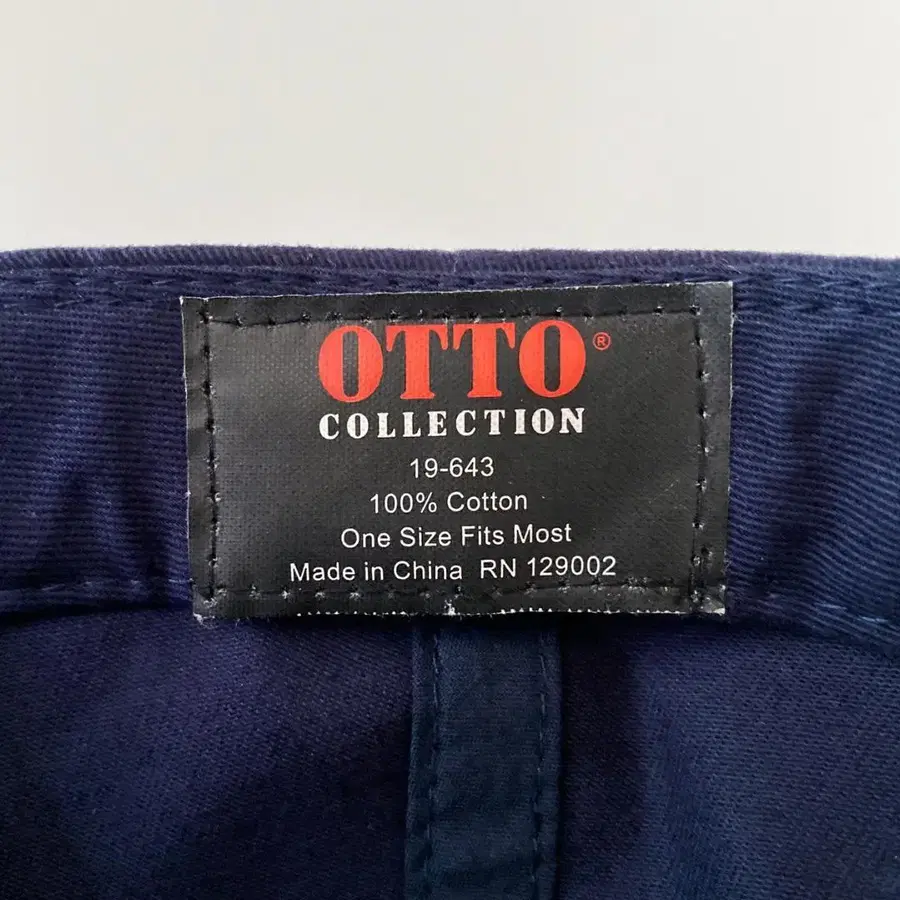 OTTO®
COLLECTION
19-643
100% Cotton
One Size Fits Most
Made in China RN 129002